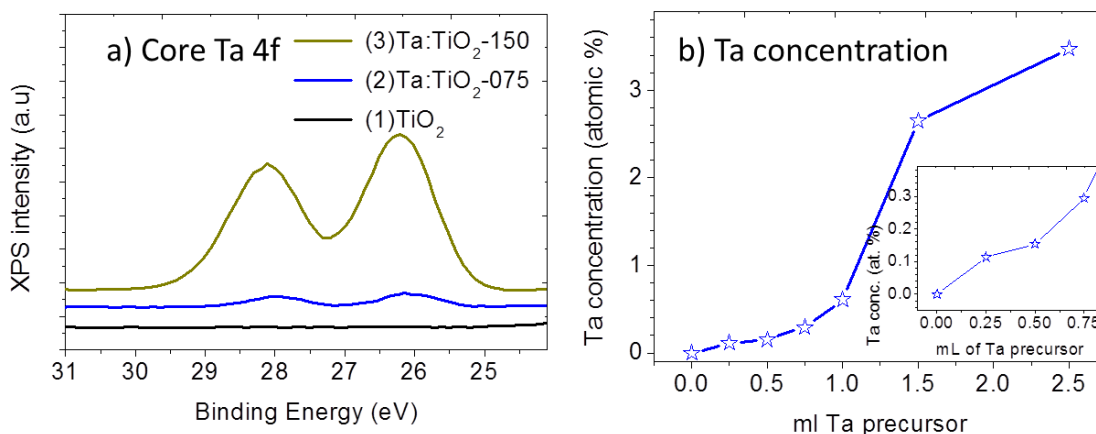 a) Core Ta 4f
(3)Ta:TiO2-150
(2)Ta:TiO2-075
(1)TiO2
XPS intensity (a.u)
31 30 29 28 27 26 25
Binding Energy (eV)
b) Ta concentration
Ta concentration (atomic %)
3
2
1
0
0.0 0.5 1.0 1.5 2.0 2.5
ml Ta precursor
Ta conc. (at. %)
0.3
0.2
0.1
0.0
0.00 0.25 0.50 0.75
mL of Ta precursor